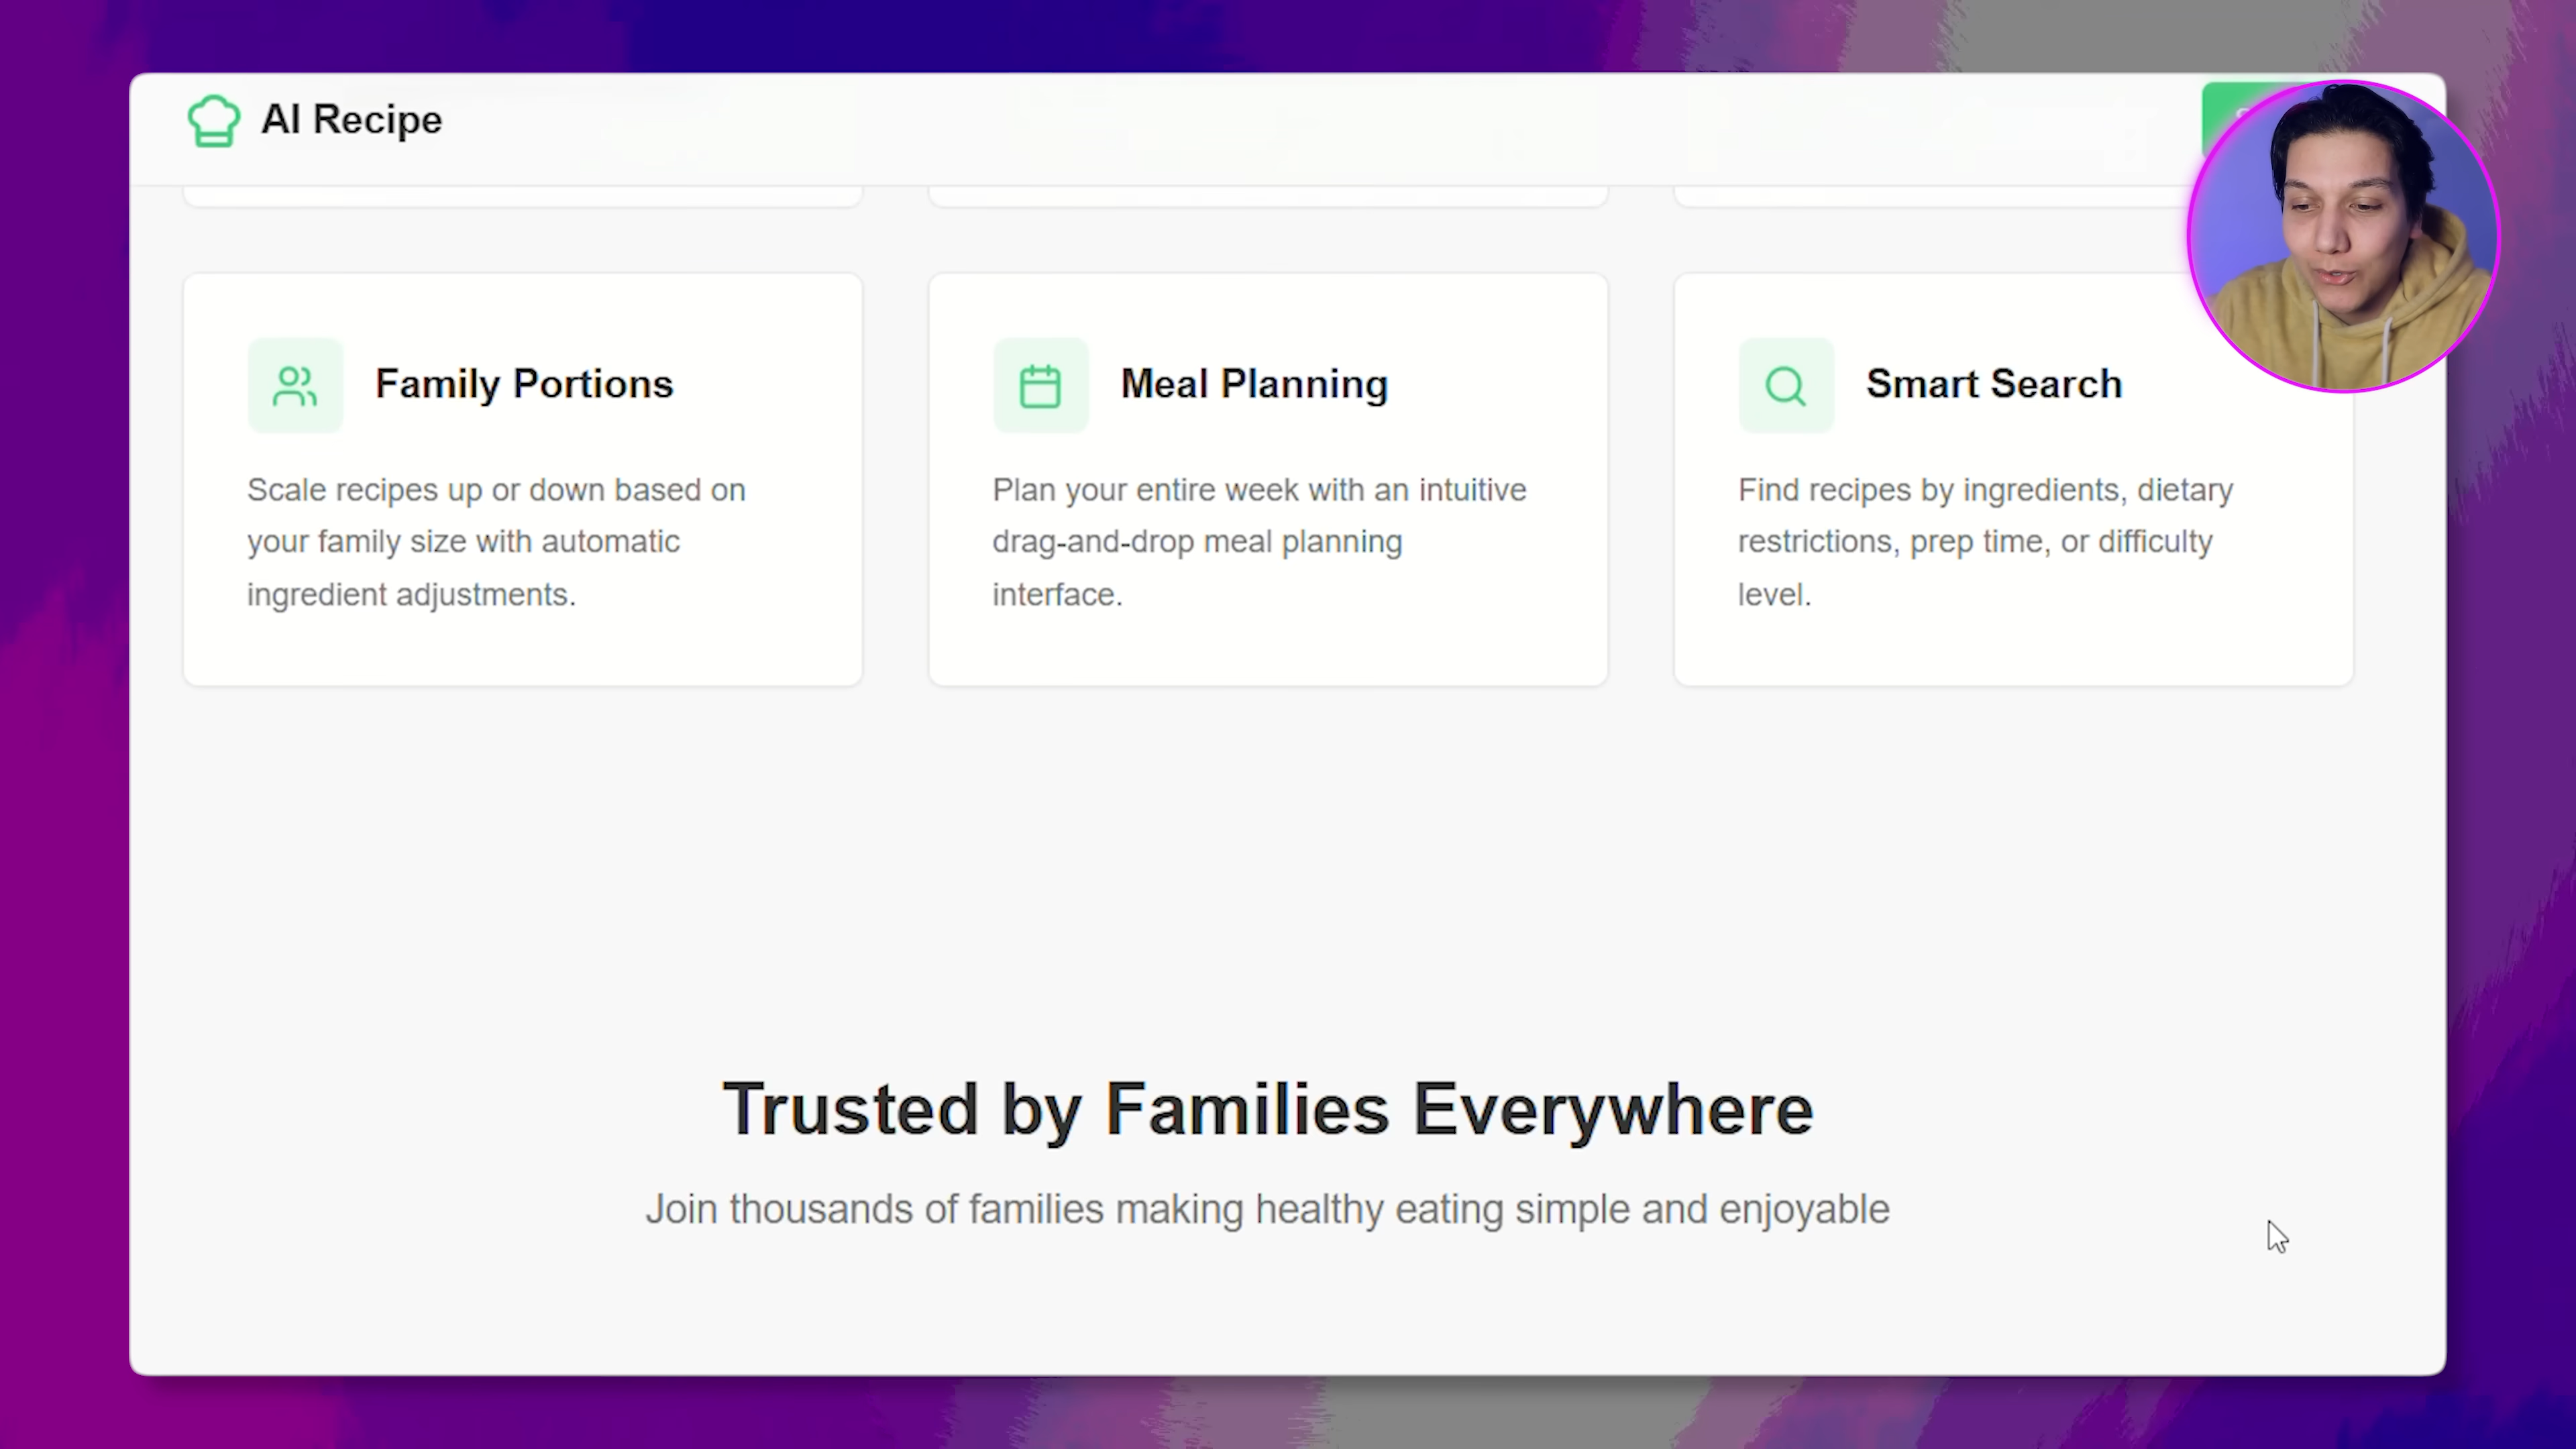 AI Recipe
Family Portions
Scale recipes up or down based on
your family size with automatic
ingredient adjustments.
Meal Planning
Plan your entire week with an intuitive
drag-and-drop meal planning
interface.
Smart Search
Find recipes by ingredients, dietary
restrictions, prep time, or difficulty
level.
Trusted by Families Everywhere
Join thousands of families making healthy eating simple and enjoyable